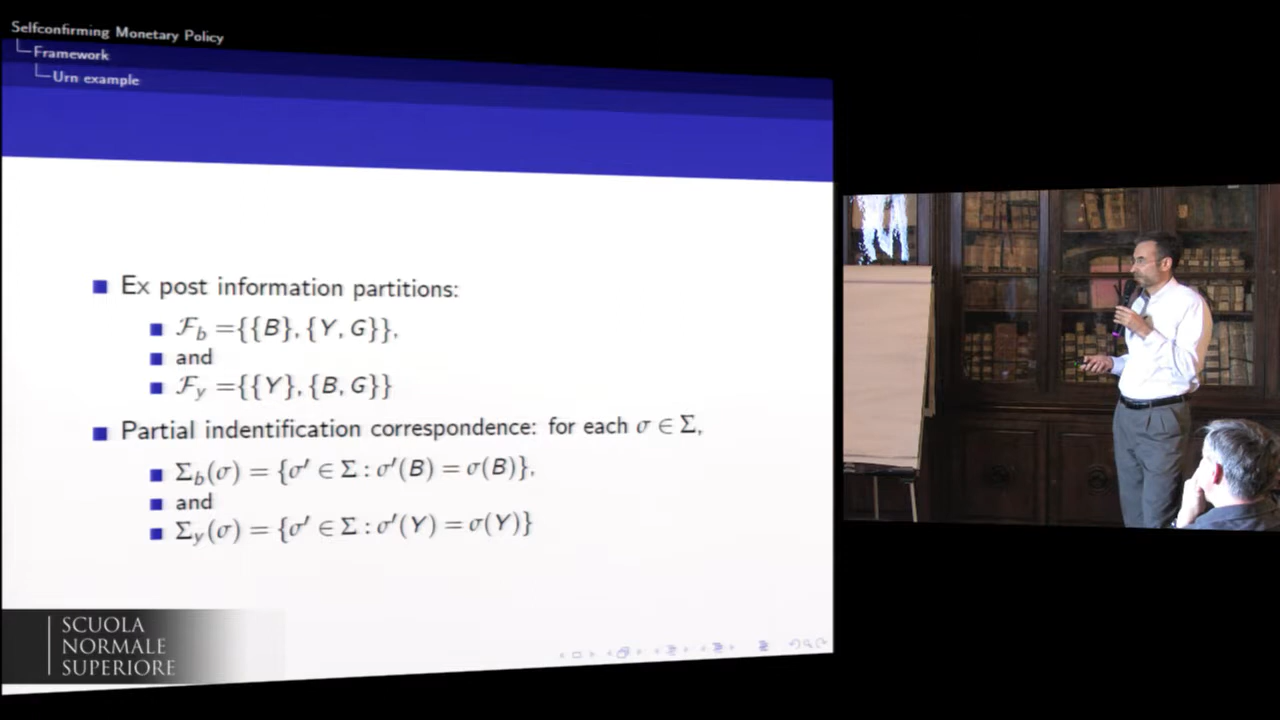 Selfconfirming Monetary Policy
Framework
Urn example
Ex post information partitions:
ℱ_b ={{B}, {Y, G}},
and
ℱ_y ={{Y}, {B, G}}
Partial indentification correspondence: for each σ ∈ Σ,
Σ_b(σ) = {σ′ ∈ Σ : σ′(B) = σ(B)},
and
Σ_y(σ) = {σ′ ∈ Σ : σ′(Y) = σ(Y)}
SCUOLA
NORMALE
SUPERIORE